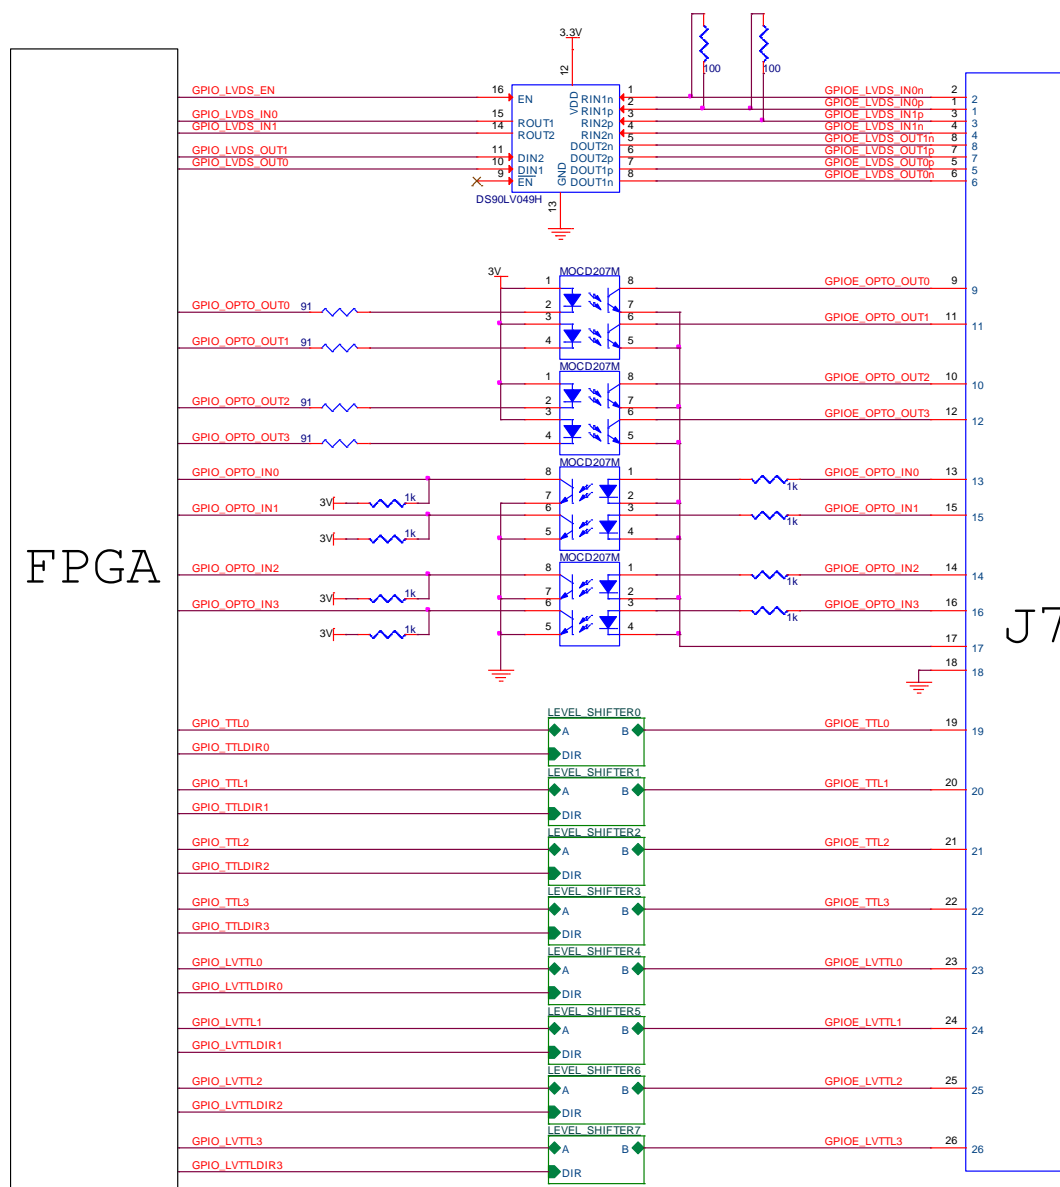 3.3V
12
100
100
GPIO_LVDS_EN 16 EN VDD RIN1n 1 GPIOE_LVDS_IN0n 2 2
RIN1p 2 GPIOE_LVDS_IN0p 1 1
GPIO_LVDS_IN0 15 ROUT1 RIN2p 3 GPIOE_LVDS_IN1p 3 3
GPIO_LVDS_IN1 14 ROUT2 RIN2n 4 GPIOE_LVDS_IN1n 4 4
DOUT2n 5 GPIOE_LVDS_OUT1n 8 8
GPIO_LVDS_OUT1 11 DIN2 DOUT2p 6 GPIOE_LVDS_OUT1p 7 7
GPIO_LVDS_OUT0 10 DIN1 GND DOUT1p 7 GPIOE_LVDS_OUT0p 5 5
9 EN DOUT1n 8 GPIOE_LVDS_OUT0n 6 6
DS90LV049H 13
3V MOCD207M
1 8 GPIOE_OPTO_OUT0 9 9
GPIO_OPTO_OUT0 91 2 7
3 6 GPIOE_OPTO_OUT1 11 11
GPIO_OPTO_OUT1 91 4 5
MOCD207M
1 8 GPIOE_OPTO_OUT2 10 10
GPIO_OPTO_OUT2 91 2 7
3 6 GPIOE_OPTO_OUT3 12 12
GPIO_OPTO_OUT3 91 4 5
MOCD207M
GPIO_OPTO_IN0 8 1 GPIOE_OPTO_IN0 13 13
3V 1k 7 2 1k
GPIO_OPTO_IN1 6 3 GPIOE_OPTO_IN1 15 15
3V 1k 5 4 1k
MOCD207M
FPGA
GPIO_OPTO_IN2 8 1 GPIOE_OPTO_IN2 14 14
3V 1k 7 2 1k
GPIO_OPTO_IN3 6 3 GPIOE_OPTO_IN3 16 16
3V 1k 5 4 1k
J7
17 17
18 18
LEVEL_SHIFTER0
GPIO_TTL0 A B GPIOE_TTL0 19 19
GPIO_TTLDIR0 DIR
LEVEL_SHIFTER1
GPIO_TTL1 A B GPIOE_TTL1 20 20
GPIO_TTLDIR1 DIR
LEVEL_SHIFTER2
GPIO_TTL2 A B GPIOE_TTL2 21 21
GPIO_TTLDIR2 DIR
LEVEL_SHIFTER3
GPIO_TTL3 A B GPIOE_TTL3 22 22
GPIO_TTLDIR3 DIR
LEVEL_SHIFTER4
GPIO_LVTTL0 A B GPIOE_LVTTL0 23 23
GPIO_LVTTLDIR0 DIR
LEVEL_SHIFTER5
GPIO_LVTTL1 A B GPIOE_LVTTL1 24 24
GPIO_LVTTLDIR1 DIR
LEVEL_SHIFTER6
GPIO_LVTTL2 A B GPIOE_LVTTL2 25 25
GPIO_LVTTLDIR2 DIR
LEVEL_SHIFTER7
GPIO_LVTTL3 A B GPIOE_LVTTL3 26 26
GPIO_LVTTLDIR3 DIR